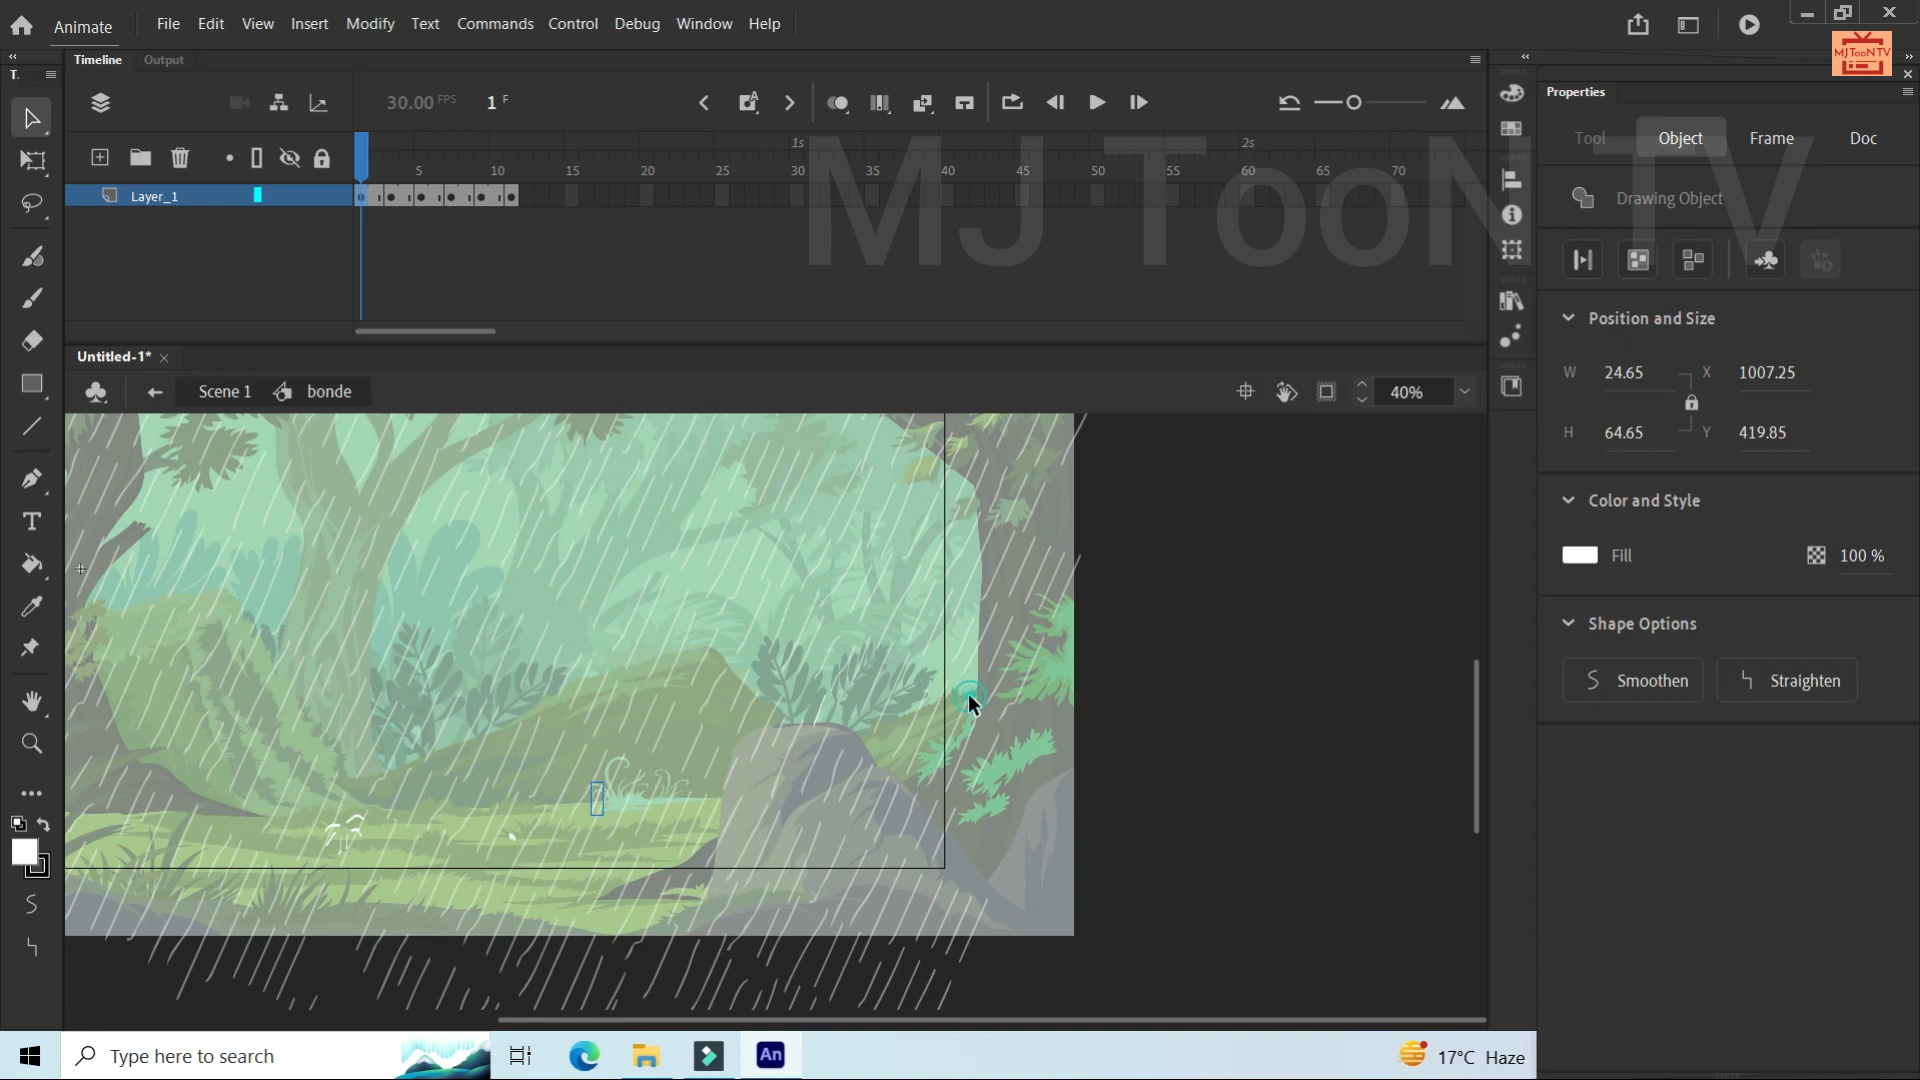 Animate File Edit View Insert Modify Text Commands Control Debug Window Help
MJTooNTV
Timeline Output
T.
Properties
30.00 FPS 1 F
Tool Object Frame Doc
1s 2s
5 10 15 20 25 30 35 40 45 50 55 60 65 70
Layer_1
MJ TooN TV
Drawing Object
Position and Size
W 24.65 X 1007.25
H 64.65 Y 419.85
Untitled-1*
Scene 1 bonde
40%
Color and Style
Fill 100 %
Shape Options
Smoothen Straighten
Type here to search
An
17°C Haze